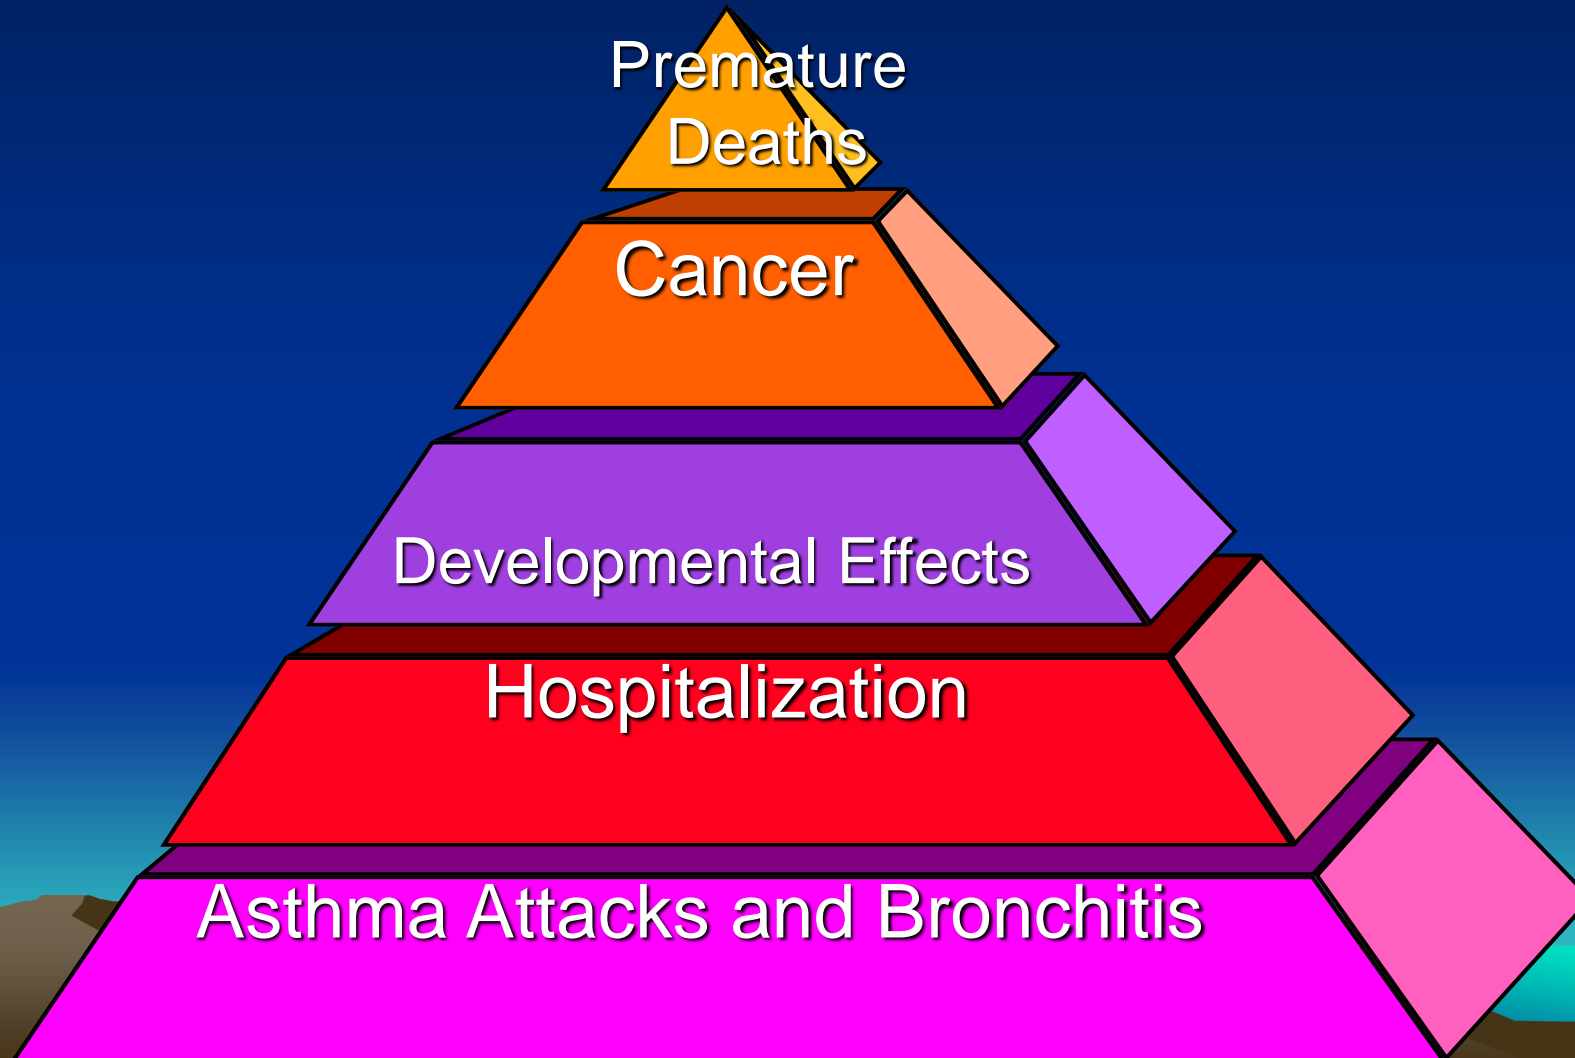 Premature
Deaths
Cancer
Developmental Effects
Hospitalization
Asthma Attacks and Bronchitis